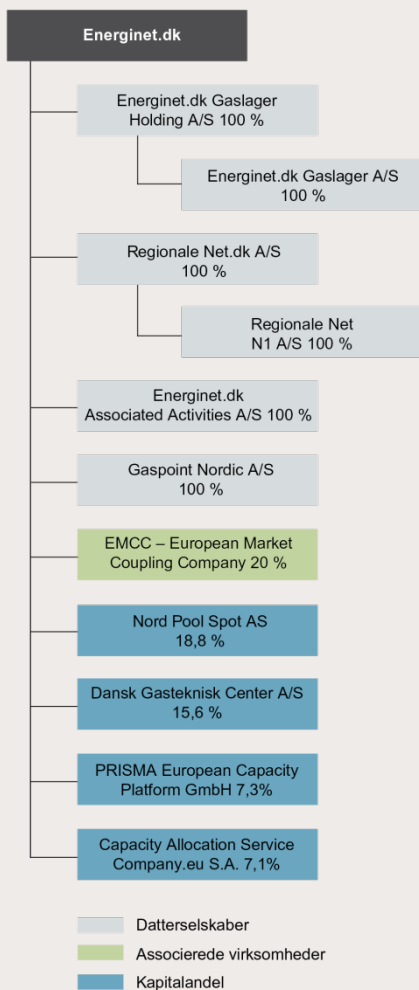 Energinet.dk
Energinet.dk Gaslager
Holding A/S 100 %
Energinet.dk Gaslager A/S
100 %
Regionale Net.dk A/S
100 %
Regionale Net
N1 A/S 100 %
Energinet.dk
Associated Activities A/S 100 %
Gaspoint Nordic A/S
100 %
EMCC – European Market
Coupling Company 20 %
Nord Pool Spot AS
18,8 %
Dansk Gasteknisk Center A/S
15,6 %
PRISMA European Capacity
Platform GmbH 7,3%
Capacity Allocation Service
Company.eu S.A. 7,1%
Datterselskaber
Associerede virksomheder
Kapitalandel